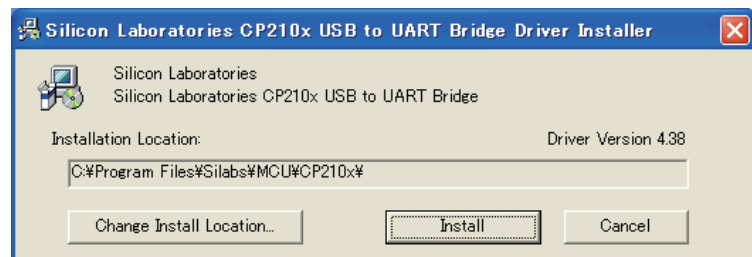 Silicon Laboratories CP210x USB to UART Bridge Driver Installer
Silicon Laboratories
Silicon Laboratories CP210x USB to UART Bridge
Installation Location:
Driver Version 4.38
C:¥Program Files¥Silabs¥MCU¥CP210x¥
Change Install Location...
Install
Cancel